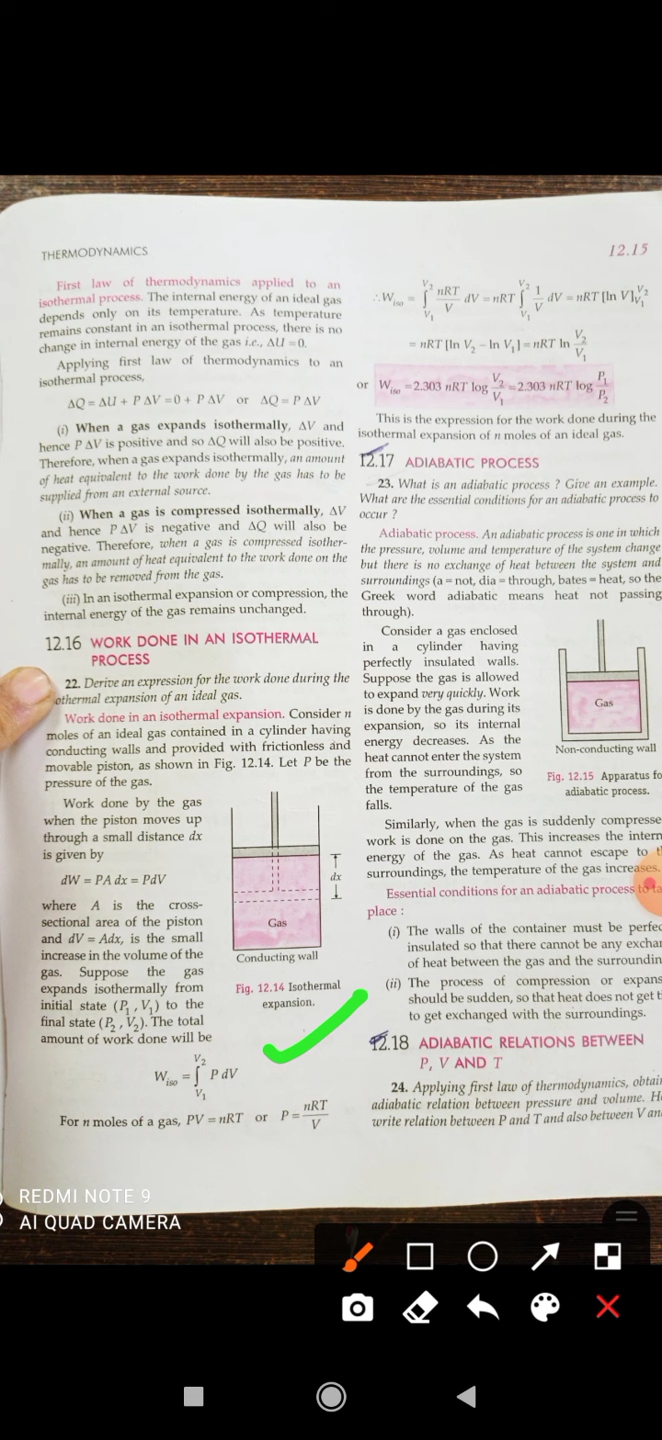 THERMODYNAMICS
12.15
First law of thermodynamics applied to an
isothermal process. The internal energy of an ideal gas
depends only on its temperature. As temperature
remains constant in an isothermal process, there is no
change in internal energy of the gas i.e., ΔU = 0.
Applying first law of thermodynamics to an
isothermal process,
ΔQ = ΔU + P ΔV = 0 + P ΔV or ΔQ = P ΔV
(i) When a gas expands isothermally, ΔV and
hence P ΔV is positive and so ΔQ will also be positive.
Therefore, when a gas expands isothermally, an amount
of heat equivalent to the work done by the gas has to be
supplied from an external source.
(ii) When a gas is compressed isothermally, ΔV
and hence P ΔV is negative and ΔQ will also be
negative. Therefore, when a gas is compressed isother-
mally, an amount of heat equivalent to the work done on the
gas has to be removed from the gas.
(iii) In an isothermal expansion or compression, the
internal energy of the gas remains unchanged.
12.16 WORK DONE IN AN ISOTHERMAL
PROCESS
22. Derive an expression for the work done during the
othermal expansion of an ideal gas.
Work done in an isothermal expansion. Consider n
moles of an ideal gas contained in a cylinder having
conducting walls and provided with frictionless and
movable piston, as shown in Fig. 12.14. Let P be the
pressure of the gas.
Work done by the gas
when the piston moves up
through a small distance dx
is given by
dW = PA dx = PdV
where A is the cross-
sectional area of the piston
and dV = Adx, is the small
increase in the volume of the
gas. Suppose the gas
expands isothermally from
initial state (P₁, V₁) to the
final state (P₂, V₂). The total
amount of work done will be
dx
Gas
Conducting wall
Fig. 12.14 Isothermal
expansion.
W_iso = ∫_{V₁}^{V₂} P dV
For n moles of a gas, PV = nRT or P = nRT/V
∴ W_iso = ∫_{V₁}^{V₂} nRT/V dV = nRT ∫_{V₁}^{V₂} 1/V dV = nRT [ln V]_{V₁}^{V₂}
= nRT [ln V₂ − ln V₁] = nRT ln V₂/V₁
or W_iso = 2.303 nRT log V₂/V₁ = 2.303 nRT log P₁/P₂
This is the expression for the work done during the
isothermal expansion of n moles of an ideal gas.
12.17 ADIABATIC PROCESS
23. What is an adiabatic process ? Give an example.
What are the essential conditions for an adiabatic process to
occur ?
Adiabatic process. An adiabatic process is one in which
the pressure, volume and temperature of the system change
but there is no exchange of heat between the system and
surroundings (a = not, dia = through, bates = heat, so the
Greek word adiabatic means heat not passing
through).
Consider a gas enclosed
in a cylinder having
perfectly insulated walls.
Suppose the gas is allowed
to expand very quickly. Work
is done by the gas during its
expansion, so its internal
energy decreases. As the
heat cannot enter the system
from the surroundings, so
the temperature of the gas
falls.
Gas
Non-conducting wall
Fig. 12.15 Apparatus fo
adiabatic process.
Similarly, when the gas is suddenly compresse
work is done on the gas. This increases the intern
energy of the gas. As heat cannot escape to t
surroundings, the temperature of the gas increases.
Essential conditions for an adiabatic process to ta
place :
(i) The walls of the container must be perfec
insulated so that there cannot be any exchan
of heat between the gas and the surroundin
(ii) The process of compression or expans
should be sudden, so that heat does not get t
to get exchanged with the surroundings.
12.18 ADIABATIC RELATIONS BETWEEN
P, V AND T
24. Applying first law of thermodynamics, obtain
adiabatic relation between pressure and volume. H
write relation between P and T and also between V an
REDMI NOTE 9
AI QUAD CAMERA